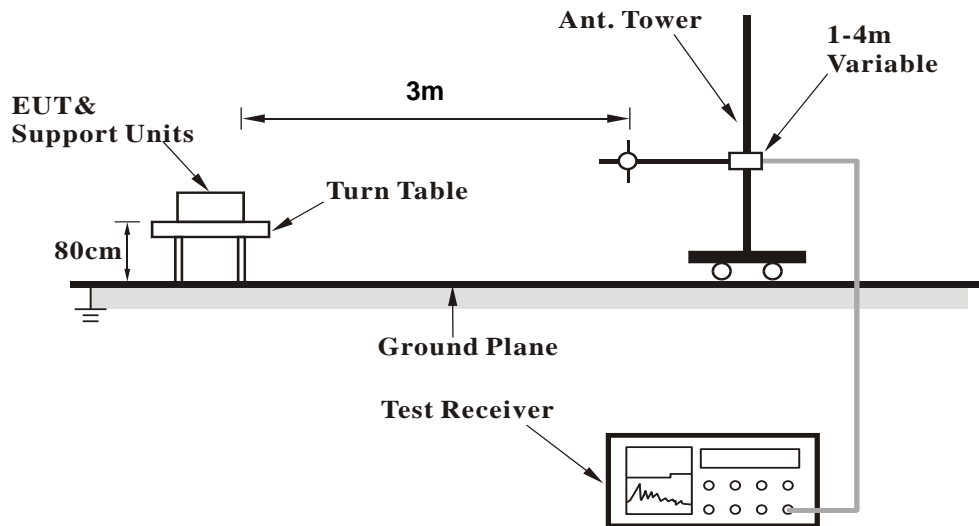 Ant. Tower
1-4m
Variable
3m
EUT&
Support Units
Turn Table
80cm
Ground Plane
Test Receiver